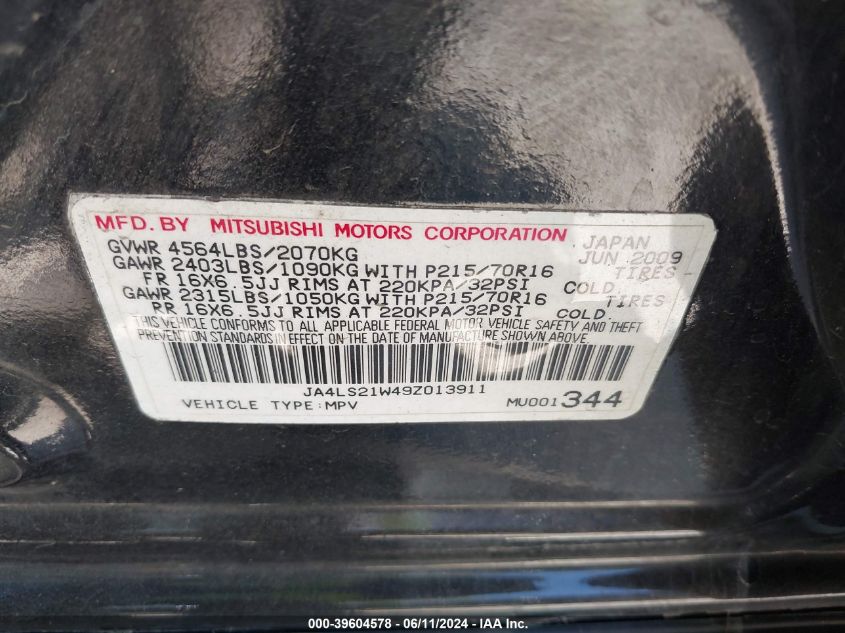 MFD. BY MITSUBISHI MOTORS CORPORATION JAPAN
GVWR 4564LBS/2070KG JUN 2009
GAWR 2403LBS/1090KG WITH P215/70R16 TIRES
FR 16X6.5JJ RIMS AT 220KPA/32PSI COLD.
GAWR 2315LBS/1050KG WITH P215/70R16 TIRES
RR 16X6.5JJ RIMS AT 220KPA/32PSI COLD.
THIS VEHICLE CONFORMS TO ALL APPLICABLE FEDERAL MOTOR VEHICLE SAFETY AND THEFT
PREVENTION STANDARDS IN EFFECT ON THE DATE OF MANUFACTURE SHOWN ABOVE.
JA4LS21W49Z013911
VEHICLE TYPE:MPV MU001344
000-39604578 - 06/11/2024 - IAA, Inc.